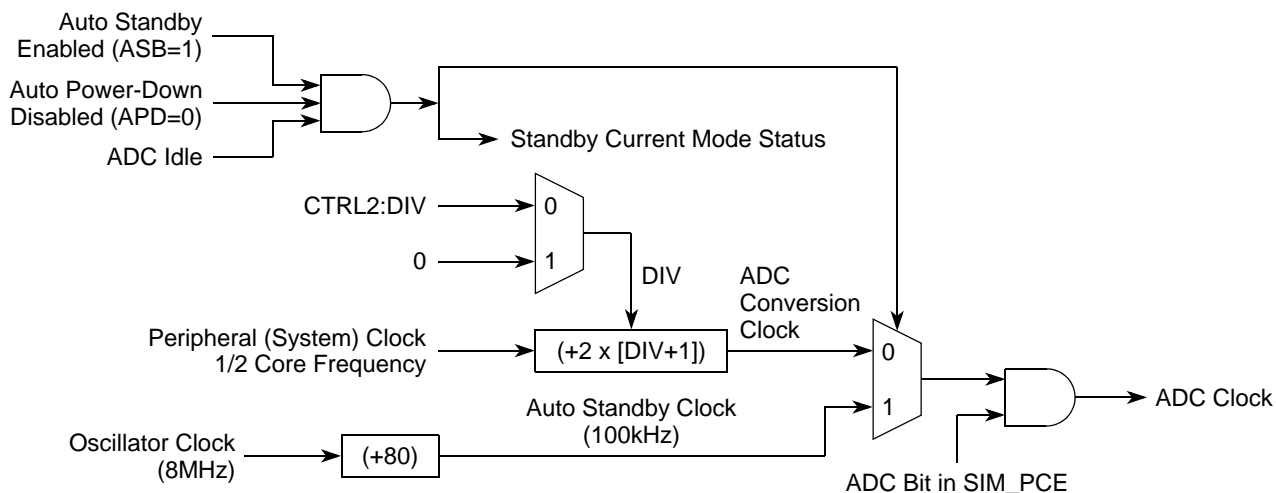 Auto Standby
Enabled (ASB=1)
Auto Power-Down
Disabled (APD=0)
ADC Idle
Standby Current Mode Status
CTRL2:DIV
0
0
1
DIV
ADC
Conversion
Clock
Peripheral (System) Clock
1/2 Core Frequency
(+2 x [DIV+1])
0
1
Auto Standby Clock
(100kHz)
Oscillator Clock
(8MHz)
(+80)
ADC Clock
ADC Bit in SIM_PCE